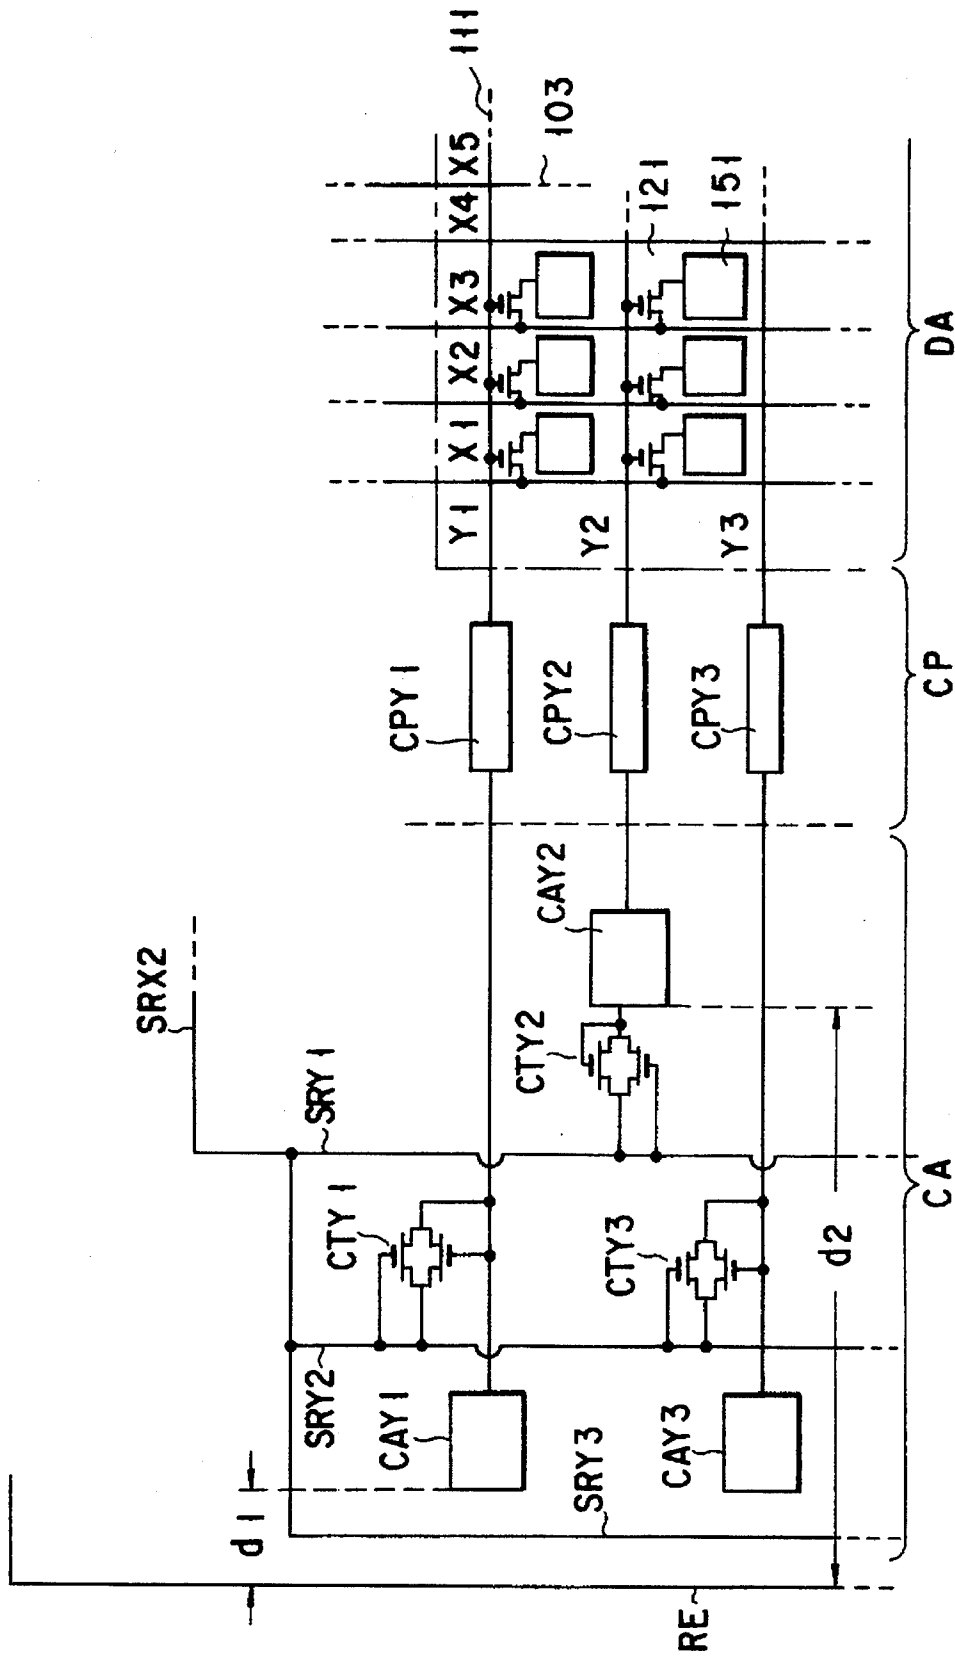 RE
d1
SRY3
SRY2
SRY1
SRX2
CAY1
CAY3
CTY1
CTY3
CTY2
CAY2
d2
CA
CPY1
CPY2
CPY3
CP
Y1
Y2
Y3
X1
X2
X3
X4
X5
111
103
121
151
DA